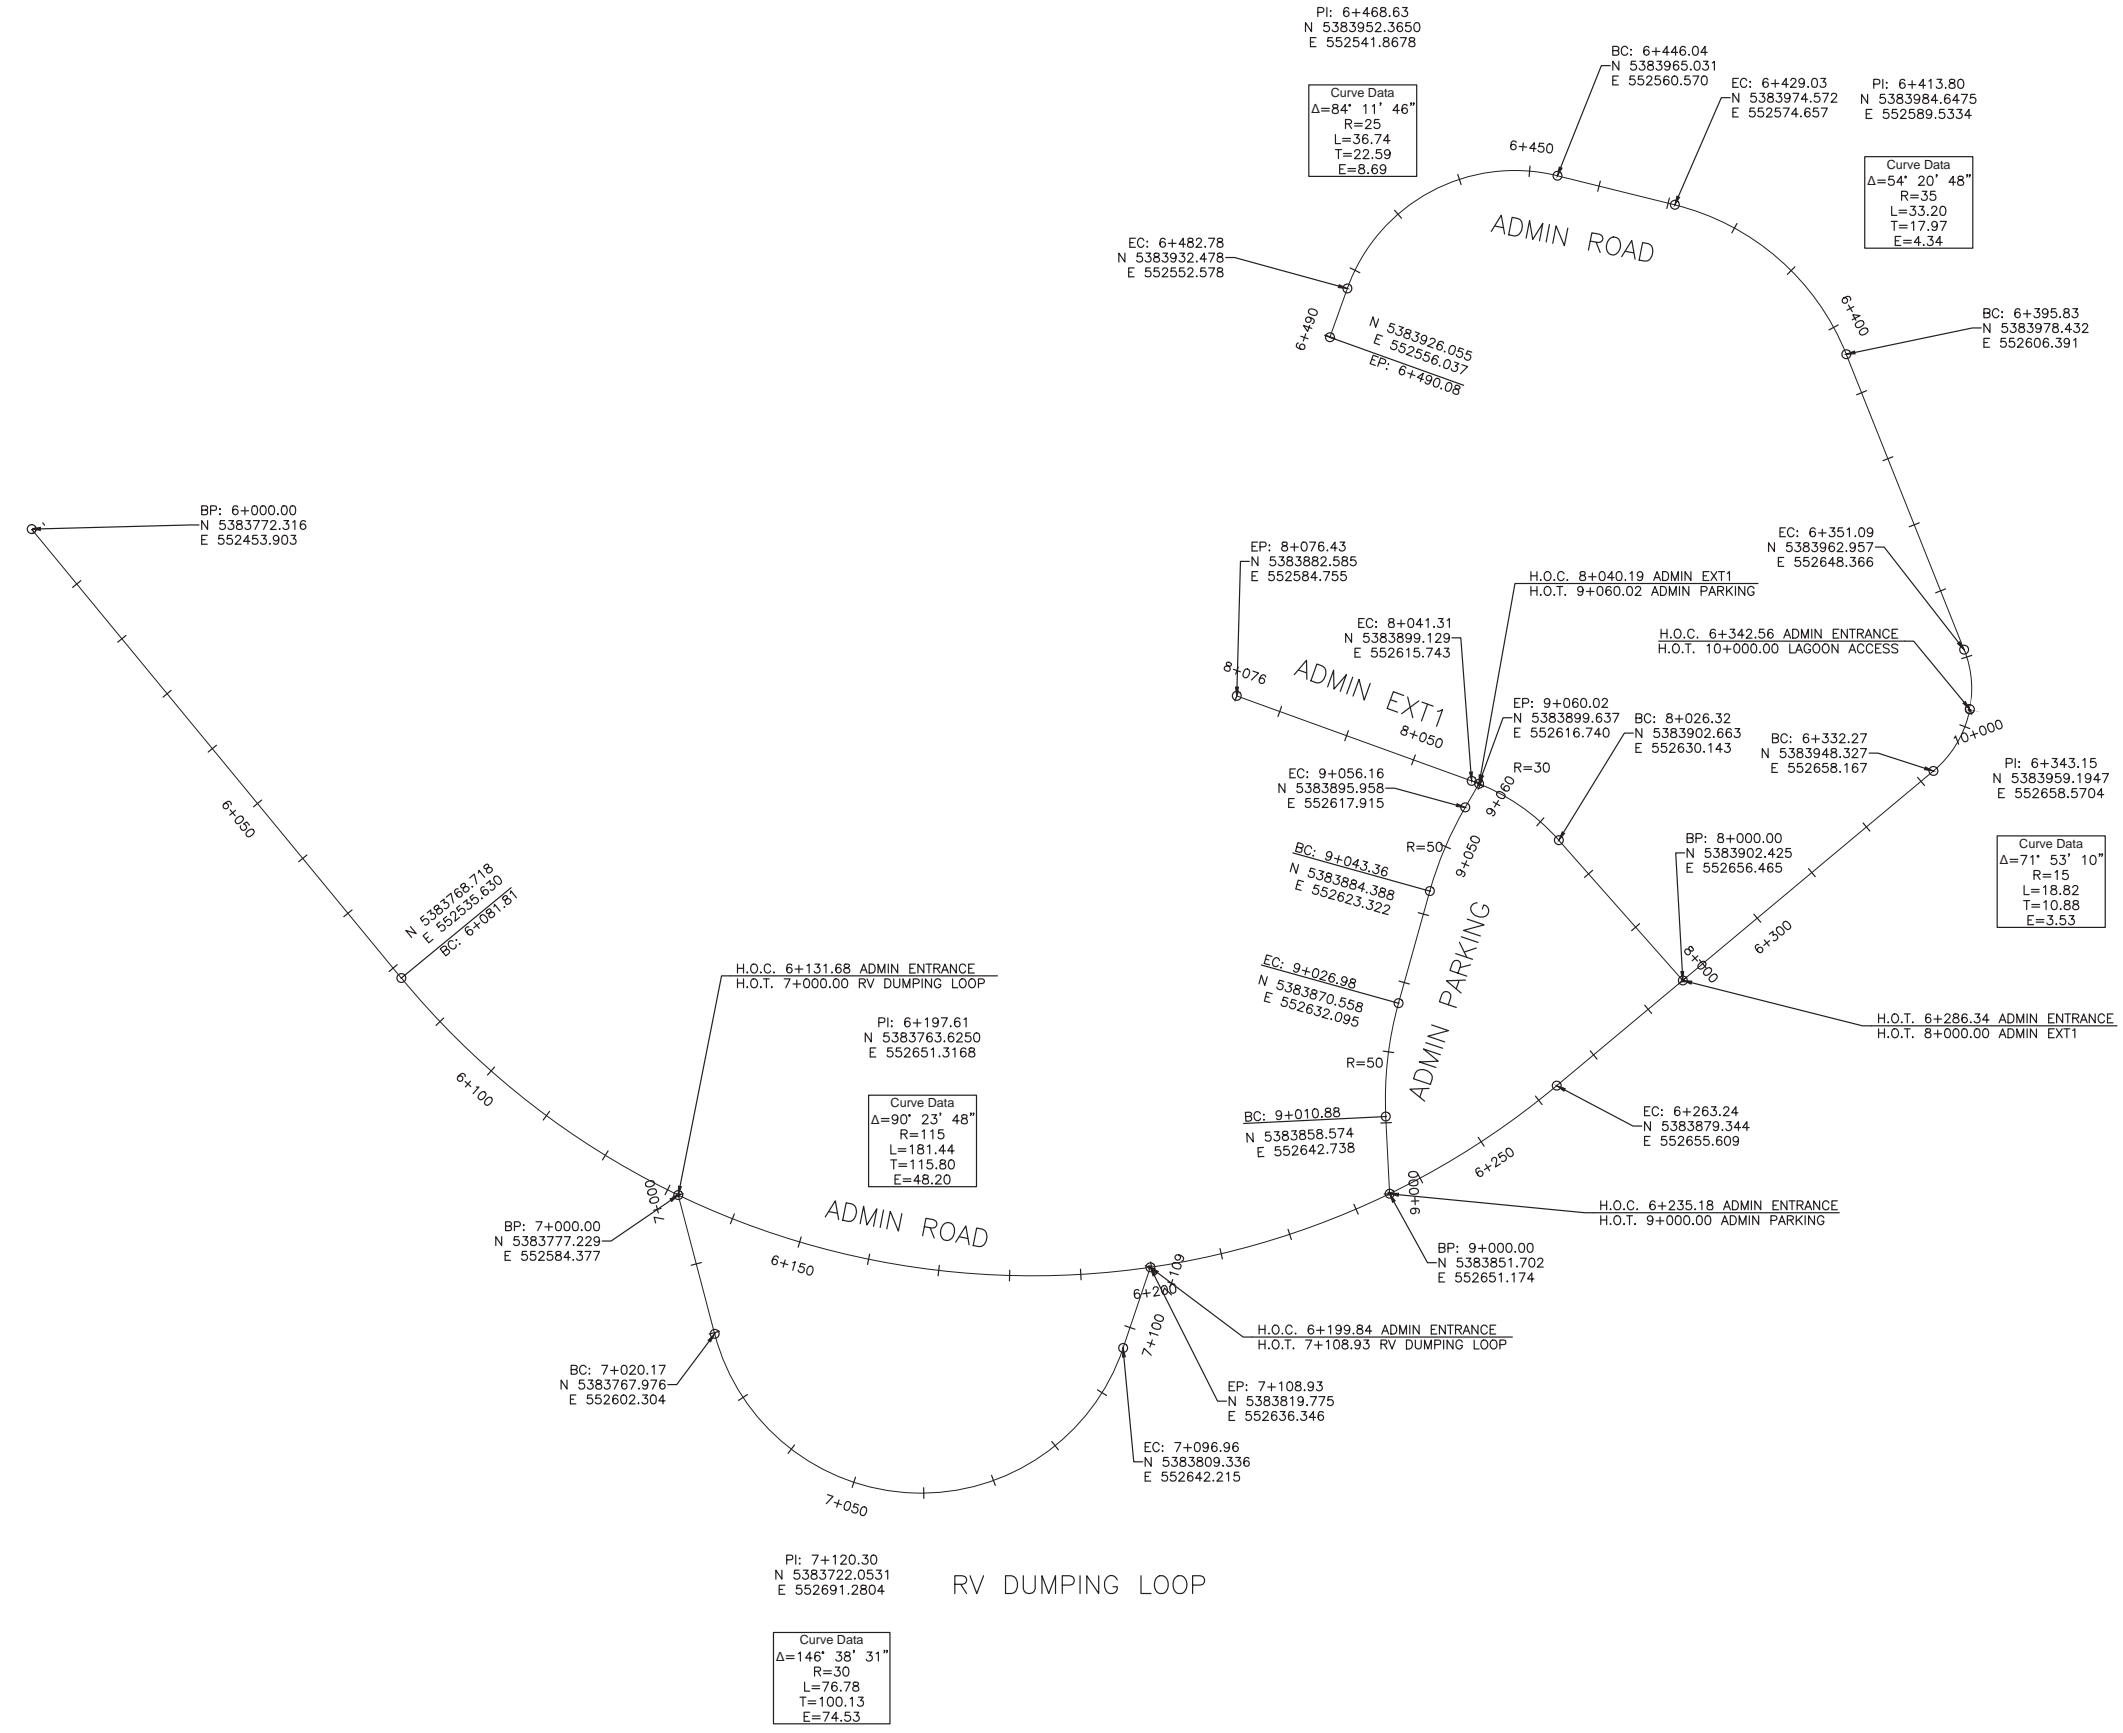 PI: 6+468.63
N 5383952.3650
E 552541.8678
Curve Data
Δ=84° 11' 46"
R=25
L=36.74
T=22.59
E=8.69
BC: 6+446.04
N 5383965.031
E 552560.570
EC: 6+429.03
N 5383974.572
E 552574.657
PI: 6+413.80
N 5383984.6475
E 552589.5334
Curve Data
Δ=54° 20' 48"
R=35
L=33.20
T=17.97
E=4.34
6+450
ADMIN ROAD
EC: 6+482.78
N 5383932.478
E 552552.578
6+490
N 5383926.055
E 552556.037
EP: 6+490.08
6+400
BC: 6+395.83
N 5383978.432
E 552606.391
BP: 6+000.00
N 5383772.316
E 552453.903
EC: 6+351.09
N 5383962.957
E 552648.366
EP: 8+076.43
N 5383882.585
E 552584.755
H.O.C. 8+040.19 ADMIN EXT1
H.O.T. 9+060.02 ADMIN PARKING
EC: 8+041.31
N 5383899.129
E 552615.743
H.O.C. 6+342.56 ADMIN ENTRANCE
H.O.T. 10+000.00 LAGOON ACCESS
8+076
ADMIN EXT1
8+050
EP: 9+060.02
N 5383899.637
E 552616.740
BC: 8+026.32
N 5383902.663
E 552630.143
10+000
BC: 6+332.27
N 5383948.327
E 552658.167
PI: 6+343.15
N 5383959.1947
E 552658.5704
R=30
EC: 9+056.16
N 5383895.958
E 552617.915
9+060
6+050
Curve Data
Δ=71° 53' 10"
R=15
L=18.82
T=10.88
E=3.53
BP: 8+000.00
N 5383902.425
E 552656.465
R=50
9+050
BC: 9+043.36
N 5383884.388
E 552623.322
N 5383768.718
E 552535.630
BC: 6+081.81
6+300
8+000
ADMIN PARKING
EC: 9+026.98
N 5383870.558
E 552632.095
H.O.C. 6+131.68 ADMIN ENTRANCE
H.O.T. 7+000.00 RV DUMPING LOOP
H.O.T. 6+286.34 ADMIN ENTRANCE
H.O.T. 8+000.00 ADMIN EXT1
PI: 6+197.61
N 5383763.6250
E 552651.3168
R=50
6+100
Curve Data
Δ=90° 23' 48"
R=115
L=181.44
T=115.80
E=48.20
BC: 9+010.88
N 5383858.574
E 552642.738
EC: 6+263.24
N 5383879.344
E 552655.609
6+250
7+000
9+000
H.O.C. 6+235.18 ADMIN ENTRANCE
H.O.T. 9+000.00 ADMIN PARKING
BP: 7+000.00
N 5383777.229
E 552584.377
ADMIN ROAD
6+150
BP: 9+000.00
N 5383851.702
E 552651.174
7+109
6+200
7+100
H.O.C. 6+199.84 ADMIN ENTRANCE
H.O.T. 7+108.93 RV DUMPING LOOP
BC: 7+020.17
N 5383767.976
E 552602.304
EP: 7+108.93
N 5383819.775
E 552636.346
EC: 7+096.96
N 5383809.336
E 552642.215
7+050
PI: 7+120.30
N 5383722.0531
E 552691.2804
RV DUMPING LOOP
Curve Data
Δ=146° 38' 31"
R=30
L=76.78
T=100.13
E=74.53